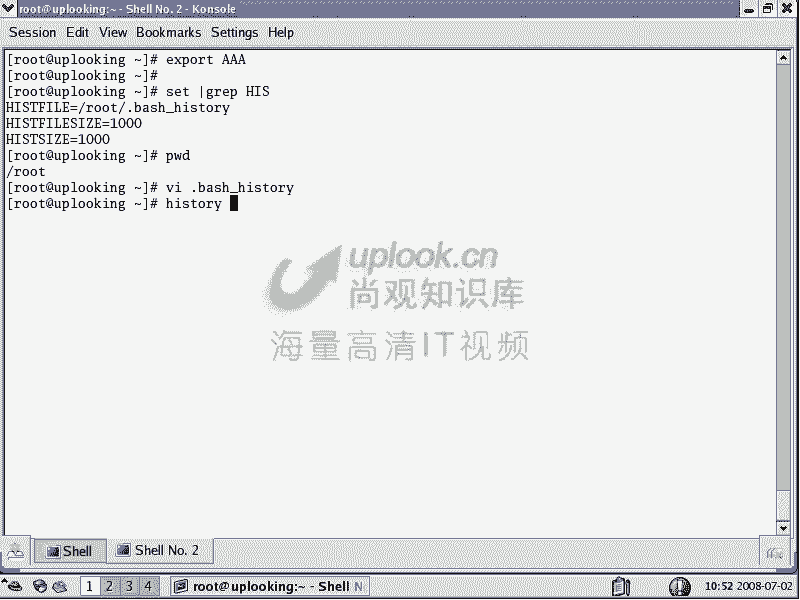 root@uplooking:~ - Shell No. 2 - Konsole
Session Edit View Bookmarks Settings Help
[root@uplooking ~]# export AAA
[root@uplooking ~]#
[root@uplooking ~]# set |grep HIS
HISTFILE=/root/.bash_history
HISTFILESIZE=1000
HISTSIZE=1000
[root@uplooking ~]# pwd
/root
[root@uplooking ~]# vi .bash_history
[root@uplooking ~]# history
uplook.cn
尚观知识库
海量高清IT视频
Shell Shell No. 2
1 2 3 4 root@uplooking:~ - Shell N 10:52 2008-07-02